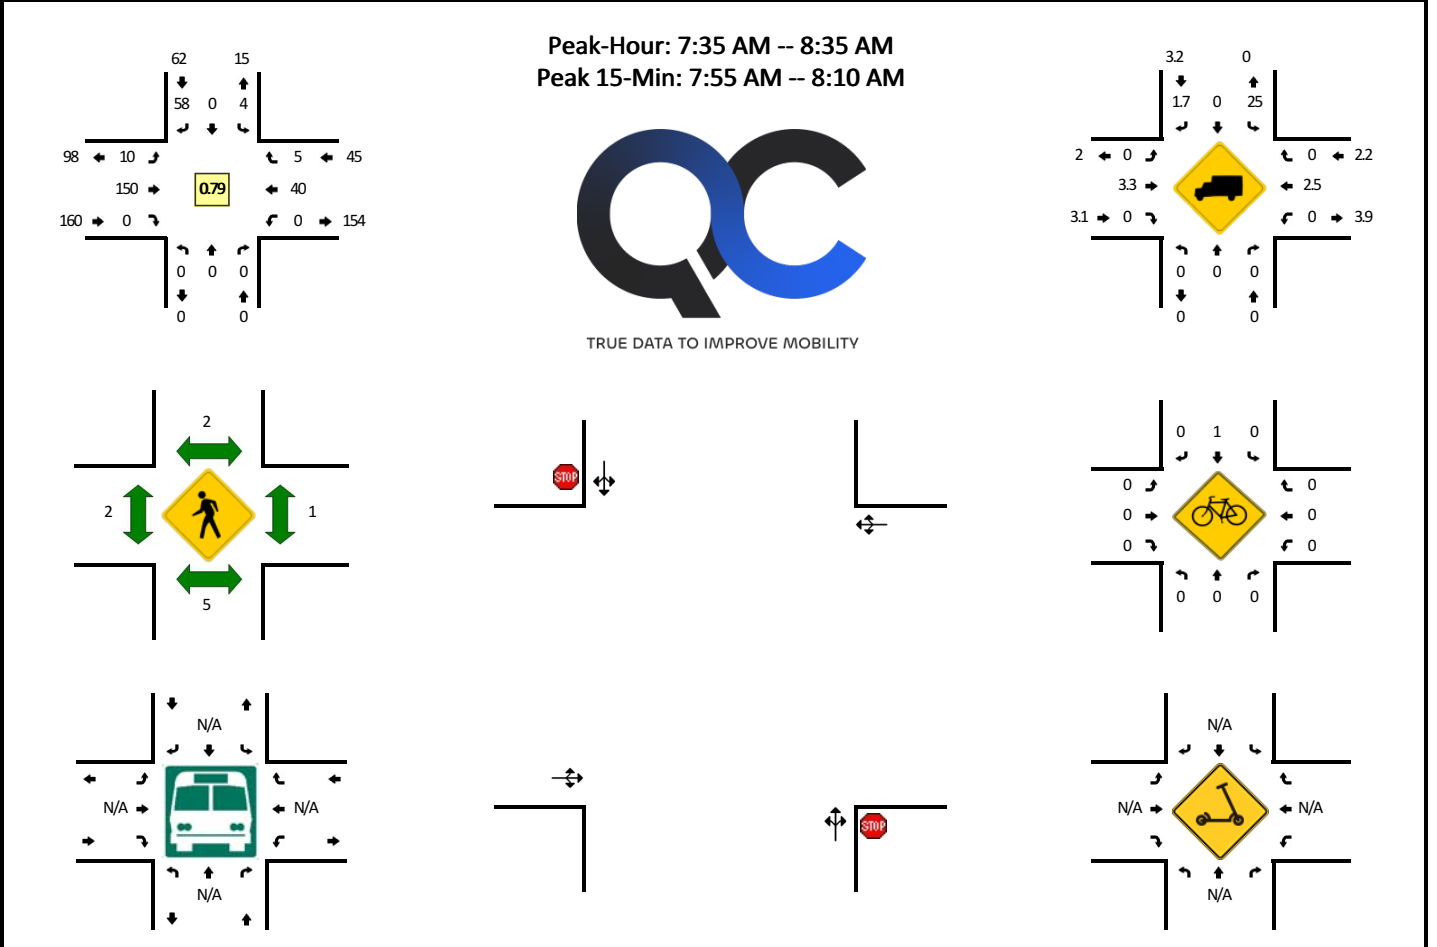 Peak-Hour: 7:35 AM -- 8:35 AM
Peak 15-Min: 7:55 AM -- 8:10 AM
62 15
58 0 4
98 10 5 45
150 0.79 40
160 0 0 154
0 0 0
0 0
TRUE DATA TO IMPROVE MOBILITY
3.2 0
1.7 0 25
2 0 0 2.2
3.3 2.5
3.1 0 0 3.9
0 0 0
0 0
2
2 1
5
STOP
0 1 0
0 0
0 0
0 0
0 0 0
N/A
N/A N/A
N/A
STOP
N/A
N/A N/A
N/A